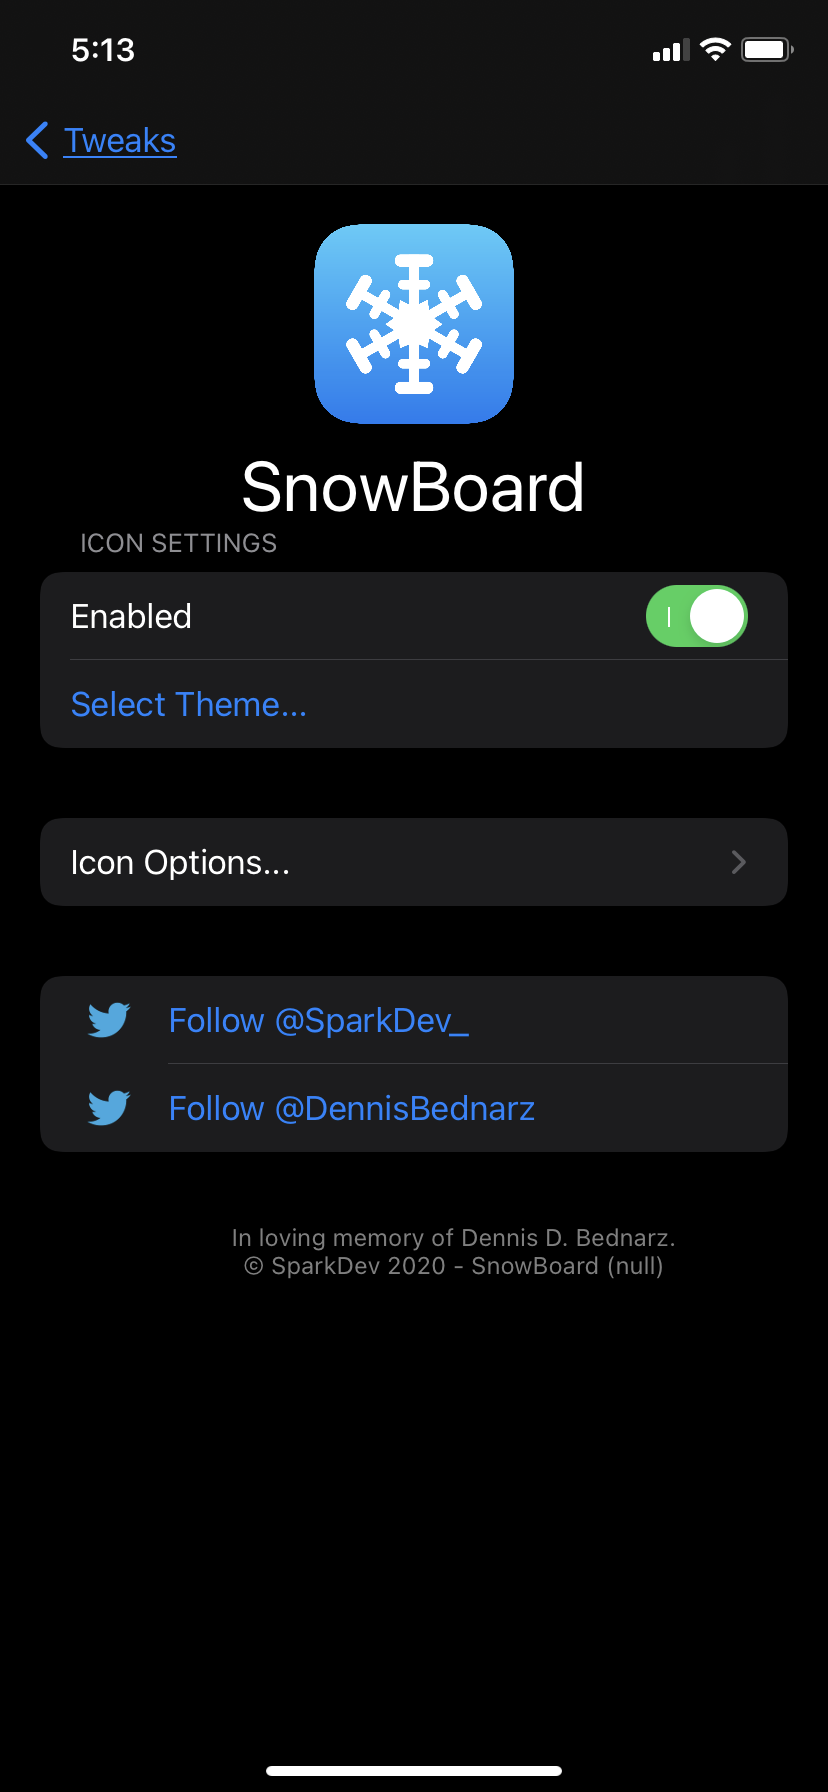 5:13
Tweaks
SnowBoard
ICON SETTINGS
Enabled
Select Theme...
Icon Options...
Follow @SparkDev_
Follow @DennisBednarz
In loving memory of Dennis D. Bednarz.
© SparkDev 2020 - SnowBoard (null)